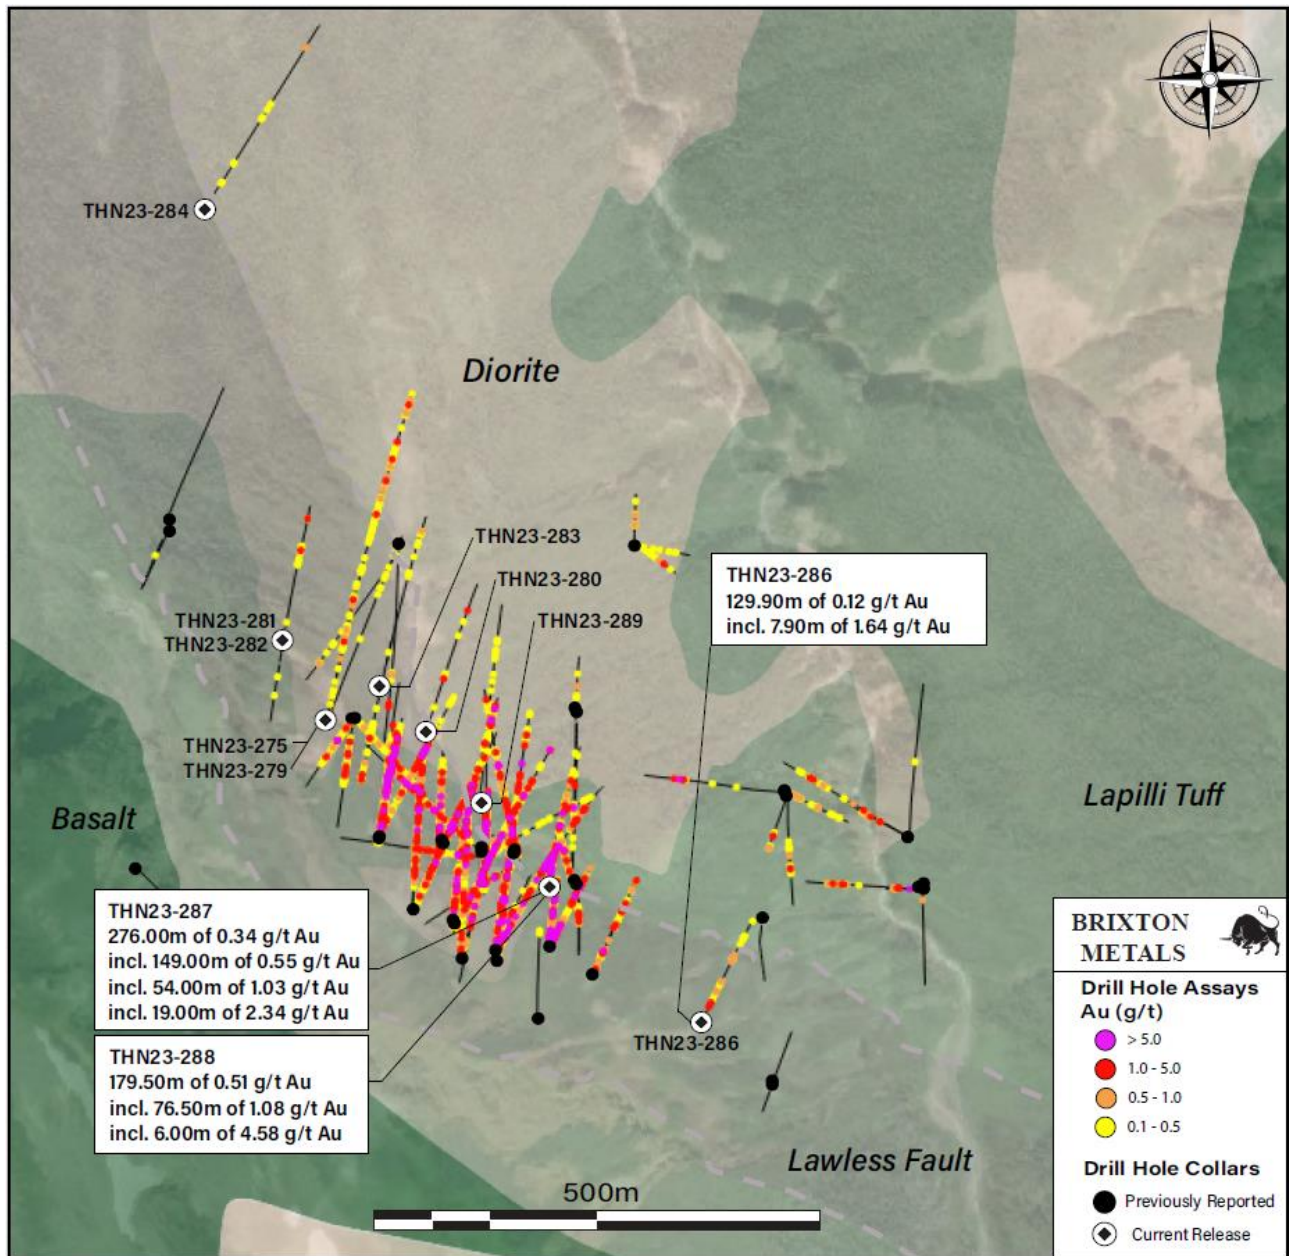 THN23-284
Diorite
THN23-283
THN23-280
THN23-289
THN23-286
129.90m of 0.12 g/t Au
incl. 7.90m of 1.64 g/t Au
THN23-281
THN23-282
THN23-275
THN23-279
Basalt
Lapilli Tuff
THN23-287
276.00m of 0.34 g/t Au
incl. 149.00m of 0.55 g/t Au
incl. 54.00m of 1.03 g/t Au
incl. 19.00m of 2.34 g/t Au
THN23-288
179.50m of 0.51 g/t Au
incl. 76.50m of 1.08 g/t Au
incl. 6.00m of 4.58 g/t Au
THN23-286
Lawless Fault
500m
BRIXTON
METALS
Drill Hole Assays
Au (g/t)
> 5.0
1.0 - 5.0
0.5 - 1.0
0.1 - 0.5
Drill Hole Collars
Previously Reported
Current Release